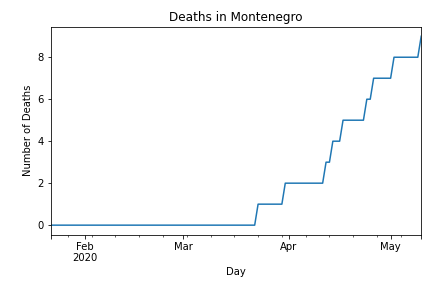 Deaths in Montenegro
Number of Deaths
8
6
4
2
0
Feb
2020
Mar
Apr
May
Day